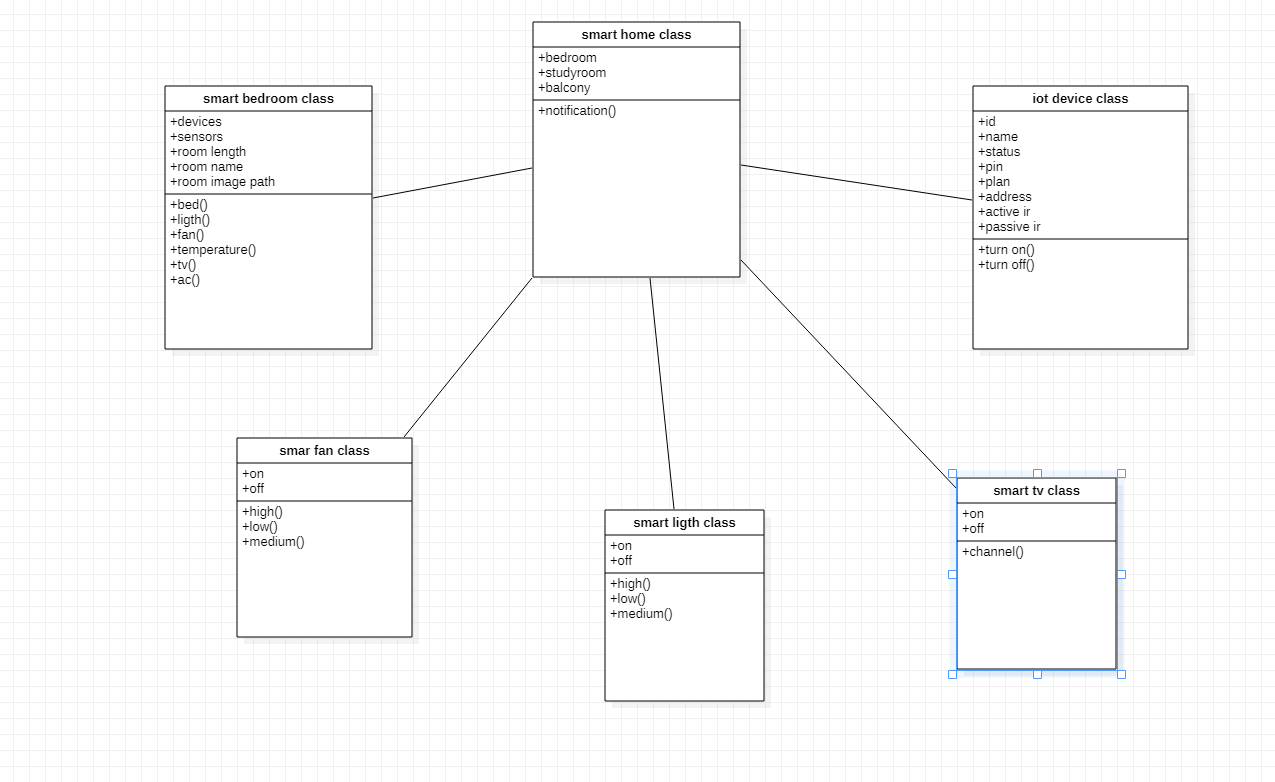 smart home class
+bedroom
+studyroom
+balcony
+notification()
smart bedroom class
+devices
+sensors
+room length
+room name
+room image path
+bed()
+ligth()
+fan()
+temperature()
+tv()
+ac()
iot device class
+id
+name
+status
+pin
+plan
+address
+active ir
+passive ir
+turn on()
+turn off()
smar fan class
+on
+off
+high()
+low()
+medium()
smart ligth class
+on
+off
+high()
+low()
+medium()
smart tv class
+on
+off
+channel()